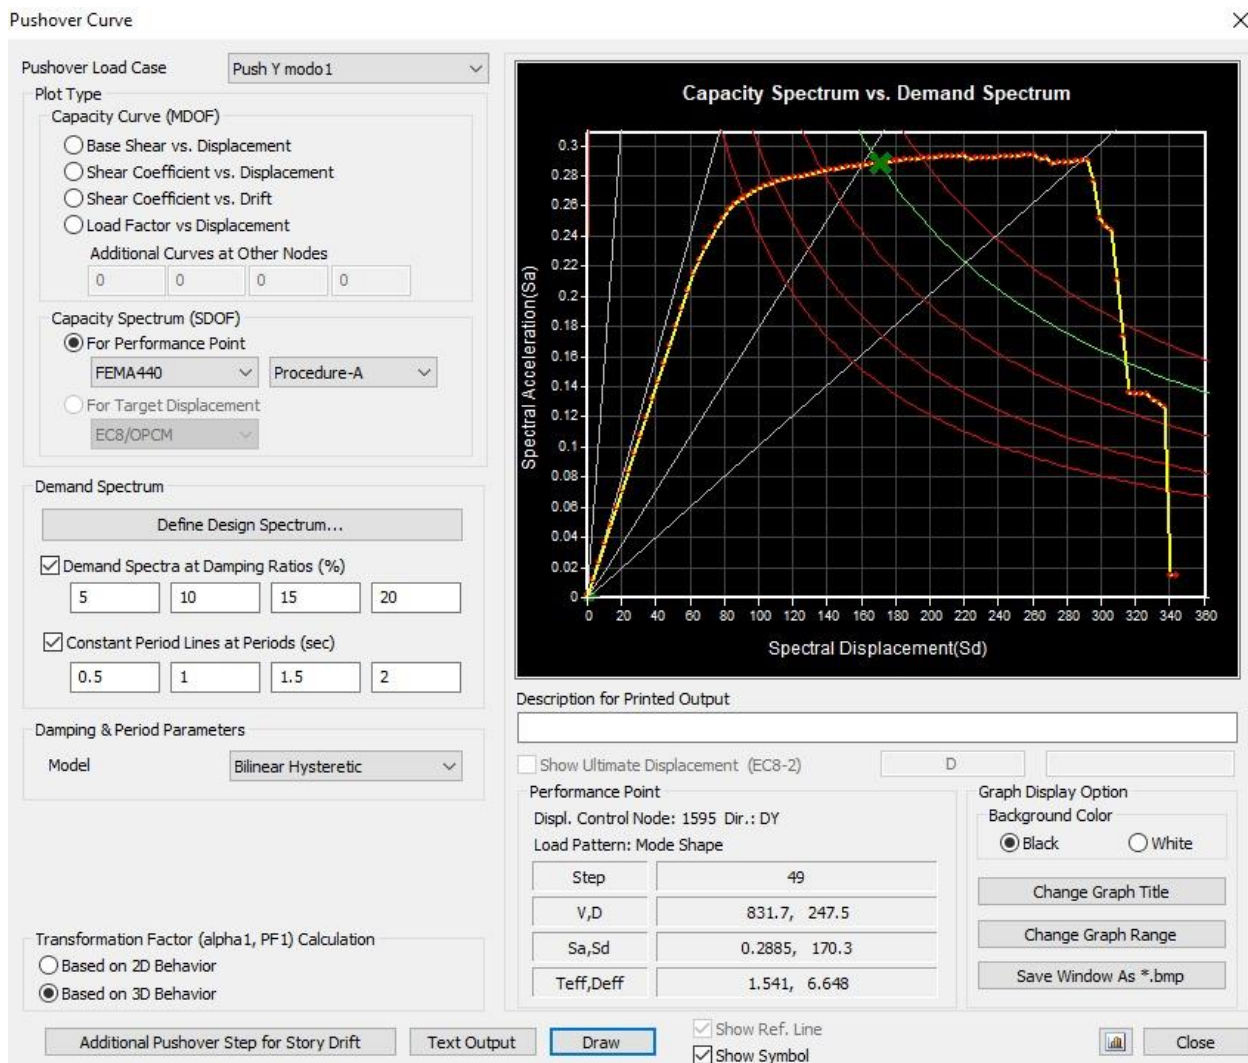 Pushover Curve
Pushover Load Case
Push Y modo1
Plot Type
Capacity Curve (MDOF)
Base Shear vs. Displacement
Shear Coefficient vs. Displacement
Shear Coefficient vs. Drift
Load Factor vs Displacement
Additional Curves at Other Nodes
0 0 0 0
Capacity Spectrum (SDOF)
For Performance Point
FEMA440 Procedure-A
For Target Displacement
EC8/OPCM
Demand Spectrum
Define Design Spectrum...
Demand Spectra at Damping Ratios (%)
5 10 15 20
Constant Period Lines at Periods (sec)
0.5 1 1.5 2
Damping & Period Parameters
Model Bilinear Hysteretic
Transformation Factor (alpha1, PF1) Calculation
Based on 2D Behavior
Based on 3D Behavior
Additional Pushover Step for Story Drift
Text Output
Draw
Capacity Spectrum vs. Demand Spectrum
Spectral Acceleration(Sa)
0.3
0.28
0.26
0.24
0.22
0.2
0.18
0.16
0.14
0.12
0.1
0.08
0.06
0.04
0.02
0
0 20 40 60 80 100 120 140 160 180 200 220 240 260 280 300 320 340 360
Spectral Displacement(Sd)
Description for Printed Output
Show Ultimate Displacement (EC8-2)
D
Performance Point
Displ. Control Node: 1595 Dir.: DY
Load Pattern: Mode Shape
Step 49
V,D 831.7, 247.5
Sa,Sd 0.2885, 170.3
Teff,Deff 1.541, 6.648
Graph Display Option
Background Color
Black White
Change Graph Title
Change Graph Range
Save Window As *.bmp
Show Ref. Line
Show Symbol
Close